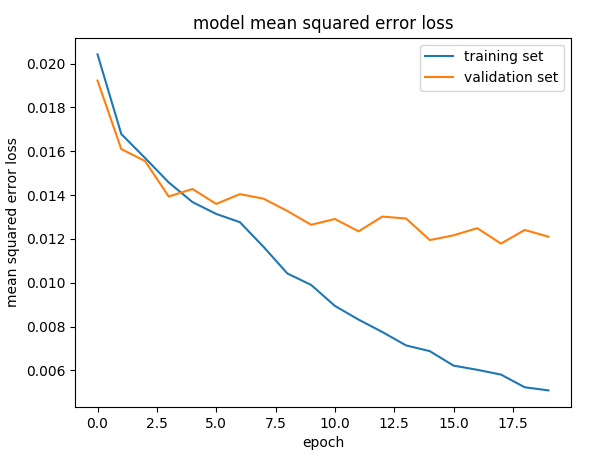 model mean squared error loss
training set
validation set
mean squared error loss
0.020
0.018
0.016
0.014
0.012
0.010
0.008
0.006
0.0 2.5 5.0 7.5 10.0 12.5 15.0 17.5
epoch